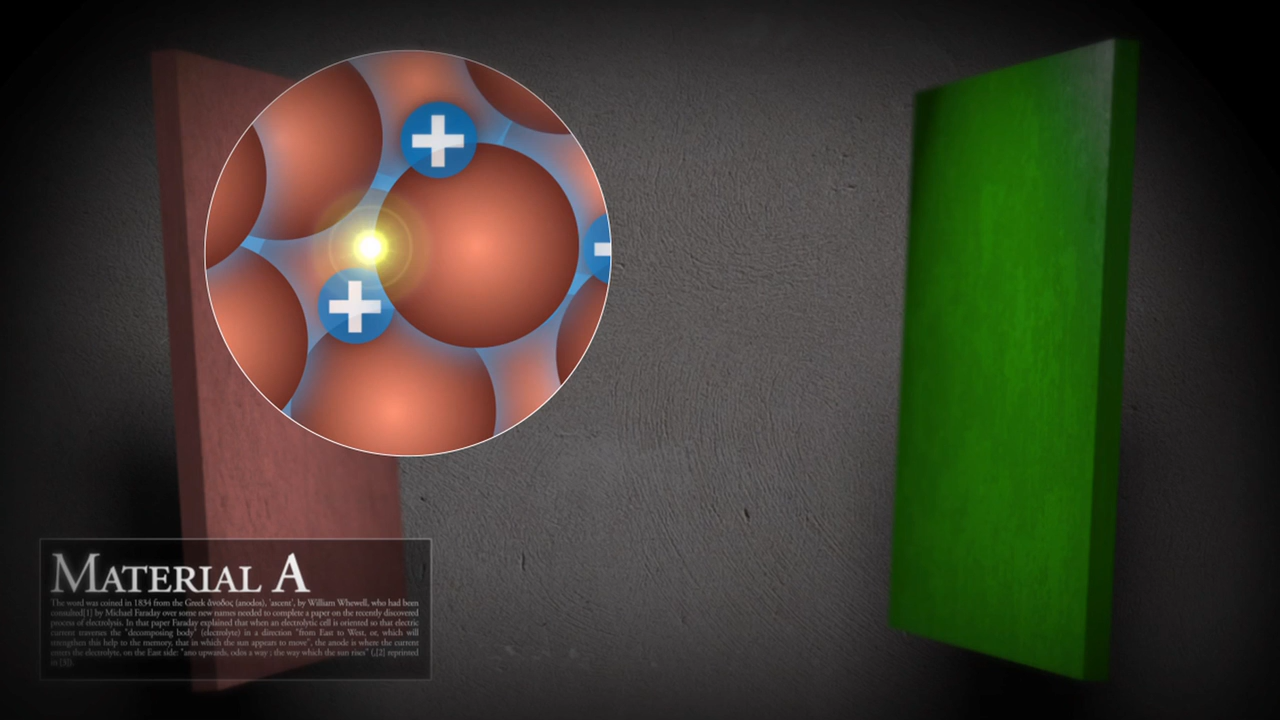 MATERIAL A
The word was coined in 1834 from the Greek ἄνοδος (anodos), 'ascent', by William Whewell, who had been
consulted[1] by Michael Faraday over some new names needed to complete a paper on the recently discovered
process of electrolysis. In that paper Faraday explained that when an electrolytic cell is oriented so that electric
current traverses the "decomposing body" (electrolyte) in a direction "from East to West, or, which will
strengthen this help to the memory, that in which the sun appears to move", the anode is where the current
enters the electrolyte, on the East side: "ano upwards, odos a way ; the way which the sun rises" (,[2] reprinted
in [3]).